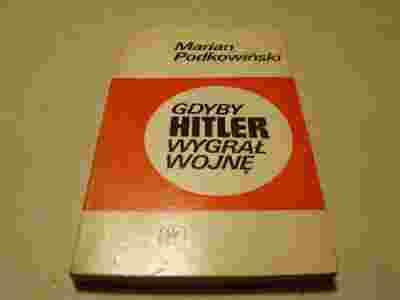 Marian
Podkowiński
GDYBY
HITLER
WYGRAŁ
WOJNĘ